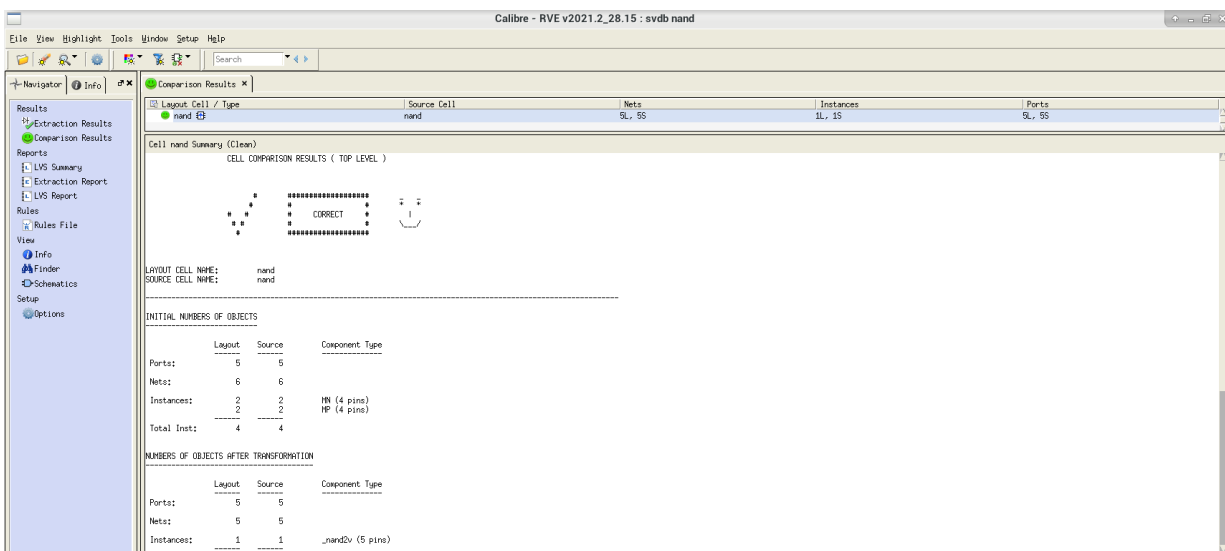 Calibre - RVE v2021.2_28.15 : svdb nand
File View Highlight Tools Window Setup Help
Search
Navigator Info
Comparison Results
Results
Extraction Results
Comparison Results
Reports
LVS Summary
Extraction Report
LVS Report
Rules
Rules File
View
Info
Finder
Schematics
Setup
Options
Layout Cell / Type Source Cell Nets Instances Ports
nand nand 5L, 5S 1L, 1S 5L, 5S
Cell nand Summary (Clean)
CELL COMPARISON RESULTS ( TOP LEVEL )
CORRECT
LAYOUT CELL NAME: nand
SOURCE CELL NAME: nand
INITIAL NUMBERS OF OBJECTS
Layout Source Component Type
Ports: 5 5
Nets: 6 6
Instances: 2 2 MN (4 pins)
2 2 MP (4 pins)
Total Inst: 4 4
NUMBERS OF OBJECTS AFTER TRANSFORMATION
Layout Source Component Type
Ports: 5 5
Nets: 5 5
Instances: 1 1 _nand2v (5 pins)